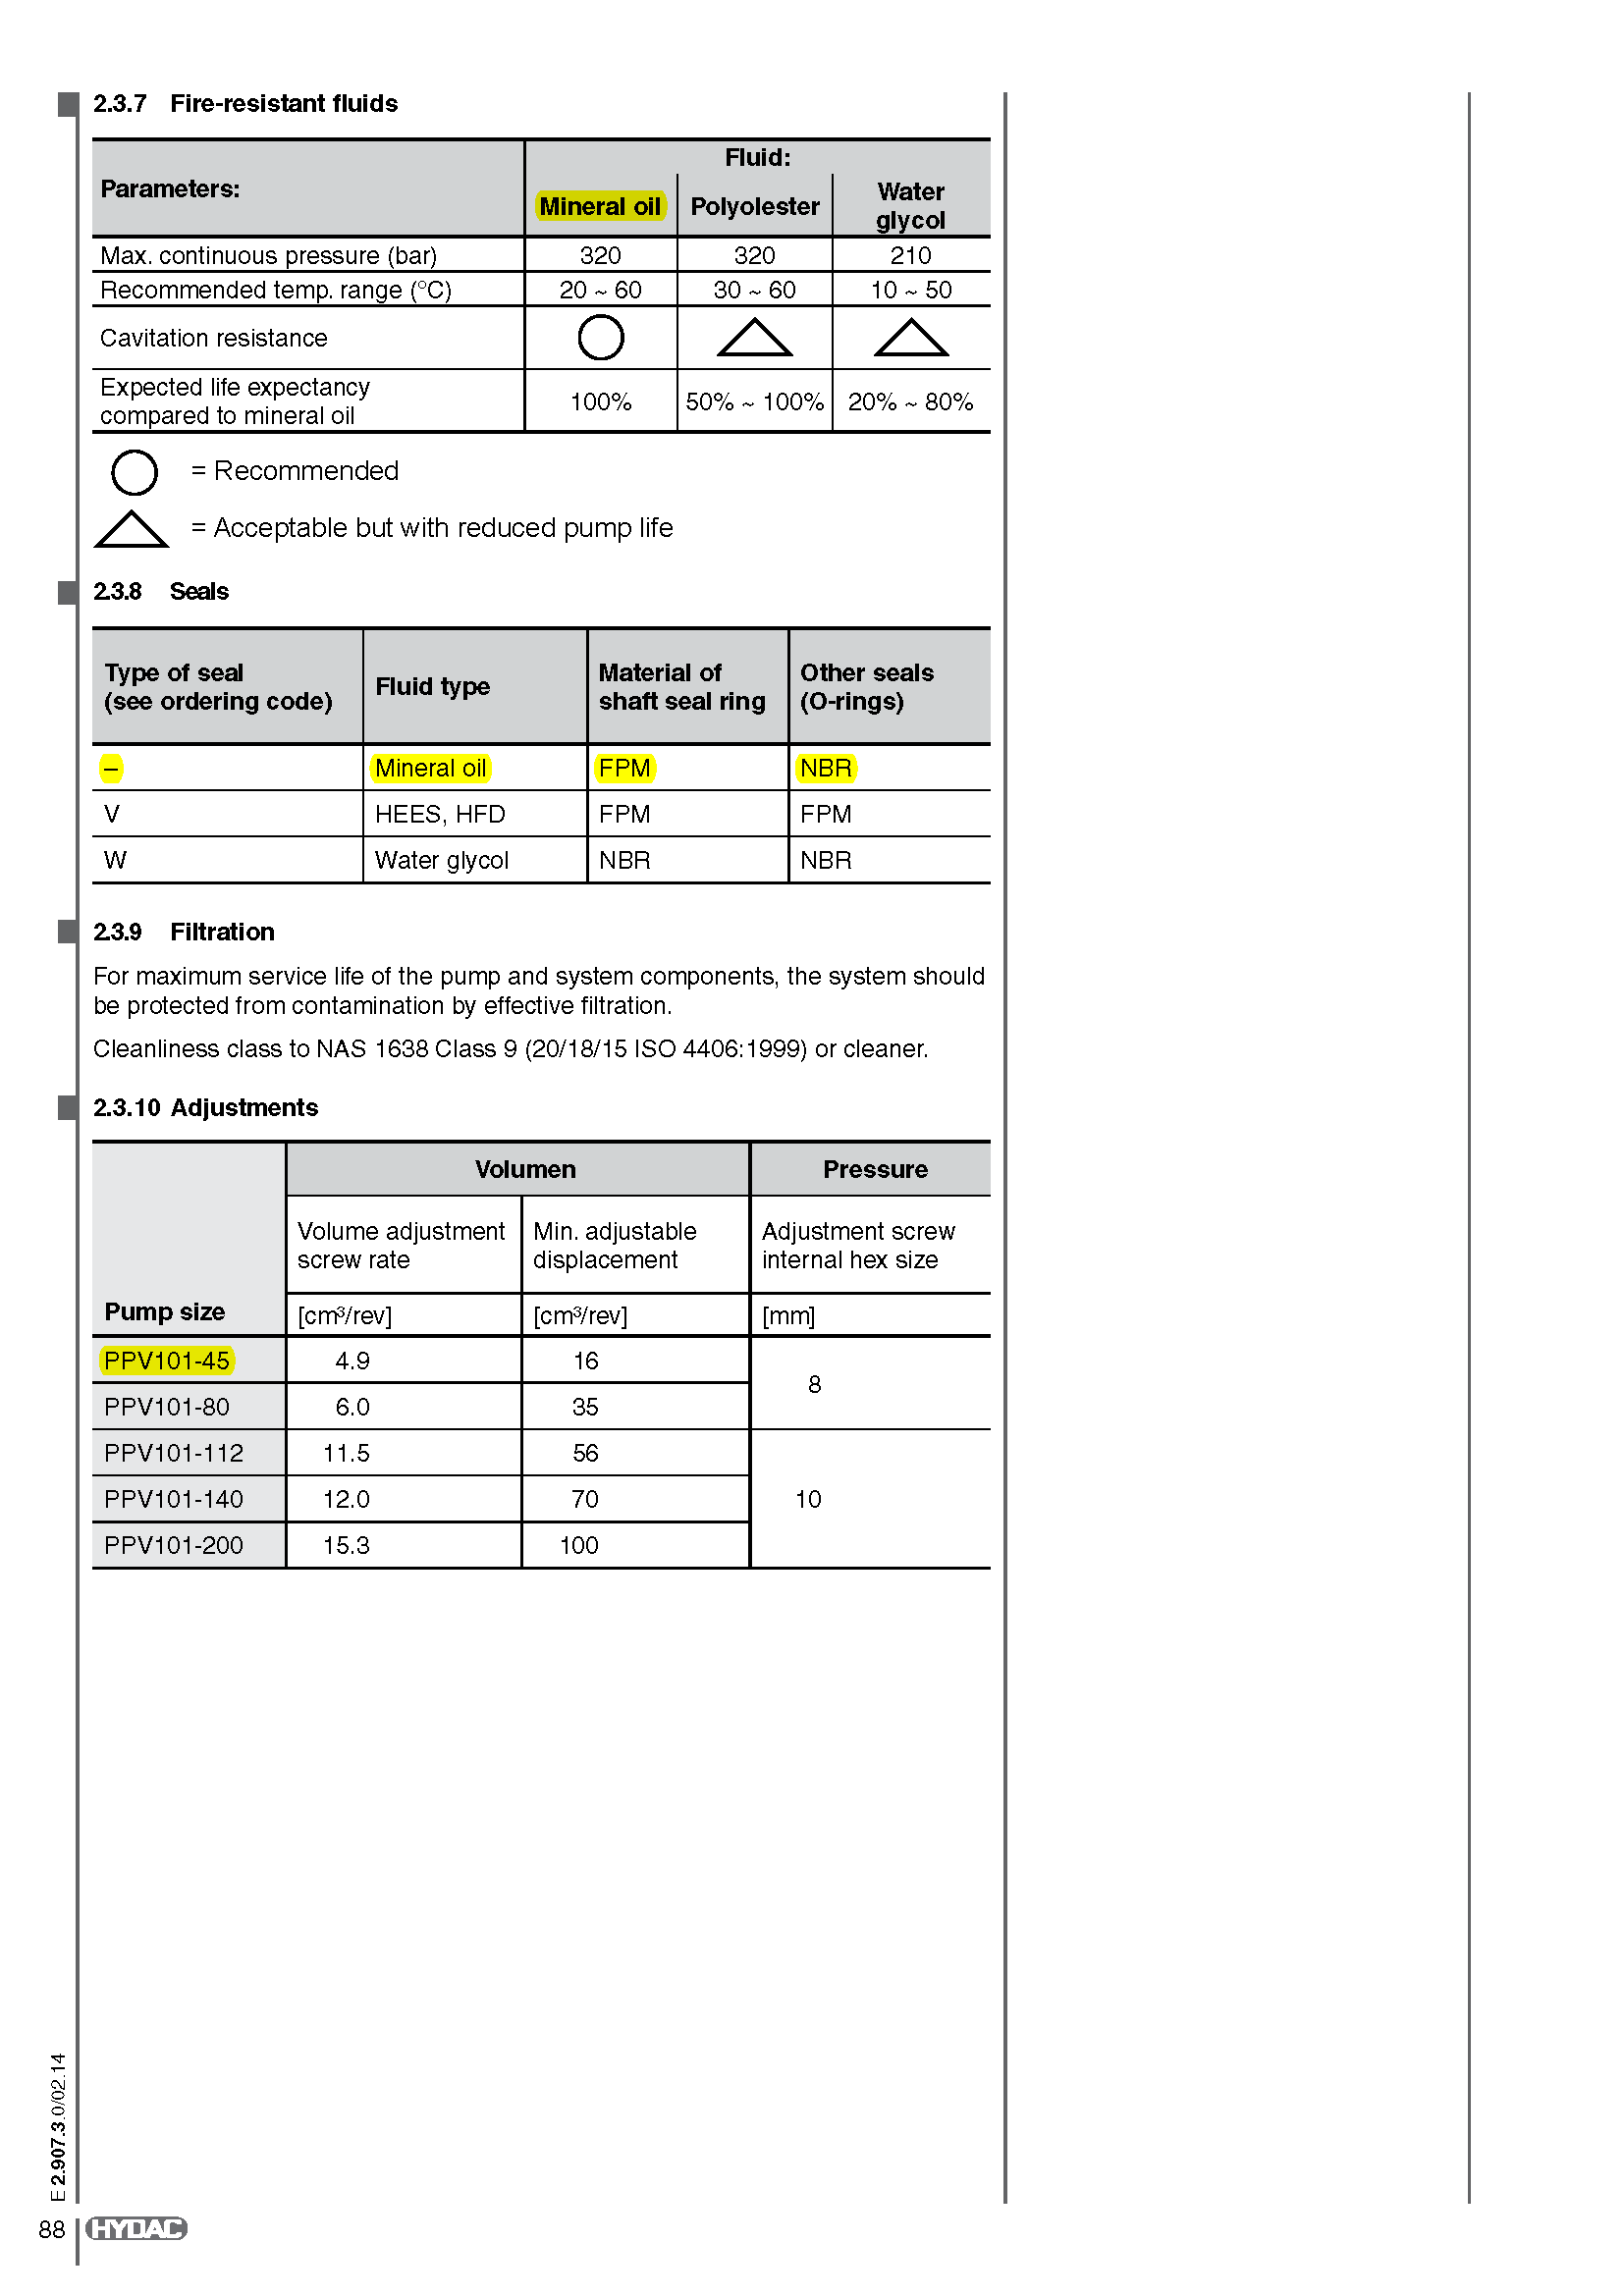 2.3.7 Fire-resistant fluids
Parameters:
Fluid:
Mineral oil Polyolester Water glycol
Max. continuous pressure (bar) 320 320 210
Recommended temp. range (°C) 20 ~ 60 30 ~ 60 10 ~ 50
Cavitation resistance
Expected life expectancy
compared to mineral oil 100% 50% ~ 100% 20% ~ 80%
= Recommended
= Acceptable but with reduced pump life
2.3.8 Seals
Type of seal
(see ordering code)
Fluid type
Material of
shaft seal ring
Other seals
(O-rings)
– Mineral oil FPM NBR
V HEES, HFD FPM FPM
W Water glycol NBR NBR
2.3.9 Filtration
For maximum service life of the pump and system components, the system should
be protected from contamination by effective filtration.
Cleanliness class to NAS 1638 Class 9 (20/18/15 ISO 4406:1999) or cleaner.
2.3.10 Adjustments
Pump size
Volumen Pressure
Volume adjustment
screw rate
Min. adjustable
displacement
Adjustment screw
internal hex size
[cm³/rev] [cm³/rev] [mm]
PPV101-45 4.9 16 8
PPV101-80 6.0 35
PPV101-112 11.5 56
PPV101-140 12.0 70 10
PPV101-200 15.3 100
E 2.907.3.0/02.14
88 HYDAC